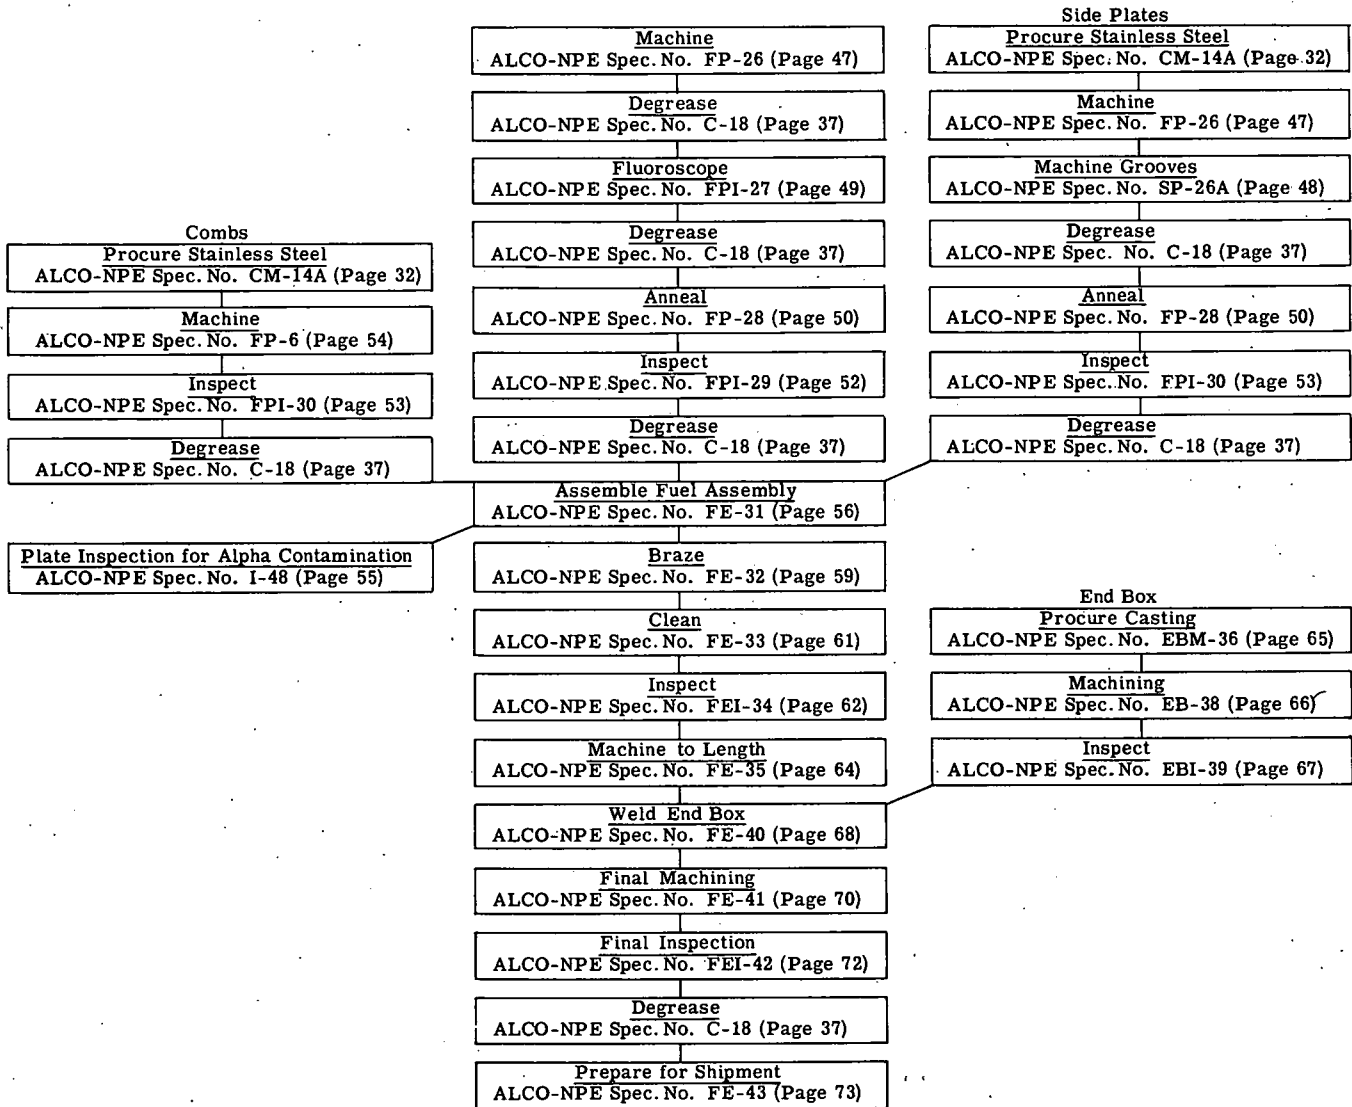 Machine
ALCO-NPE Spec. No. FP-26 (Page 47)
Degrease
ALCO-NPE Spec. No. C-18 (Page 37)
Fluoroscope
ALCO-NPE Spec. No. FPI-27 (Page 49)
Degrease
ALCO-NPE Spec. No. C-18 (Page 37)
Anneal
ALCO-NPE Spec. No. FP-28 (Page 50)
Inspect
ALCO-NPE Spec. No. FPI-29 (Page 52)
Degrease
ALCO-NPE Spec. No. C-18 (Page 37)
Side Plates
Procure Stainless Steel
ALCO-NPE Spec. No. CM-14A (Page 32)
Machine
ALCO-NPE Spec. No. FP-26 (Page 47)
Machine Grooves
ALCO-NPE Spec. No. SP-26A (Page 48)
Degrease
ALCO-NPE Spec. No. C-18 (Page 37)
Anneal
ALCO-NPE Spec. No. FP-28 (Page 50)
Inspect
ALCO-NPE Spec. No. FPI-30 (Page 53)
Degrease
ALCO-NPE Spec. No. C-18 (Page 37)
Combs
Procure Stainless Steel
ALCO-NPE Spec. No. CM-14A (Page 32)
Machine
ALCO-NPE Spec. No. FP-6 (Page 54)
Inspect
ALCO-NPE Spec. No. FPI-30 (Page 53)
Degrease
ALCO-NPE Spec. No. C-18 (Page 37)
Assemble Fuel Assembly
ALCO-NPE Spec. No. FE-31 (Page 56)
Plate Inspection for Alpha Contamination
ALCO-NPE Spec. No. I-48 (Page 55)
Braze
ALCO-NPE Spec. No. FE-32 (Page 59)
Clean
ALCO-NPE Spec. No. FE-33 (Page 61)
Inspect
ALCO-NPE Spec. No. FEI-34 (Page 62)
Machine to Length
ALCO-NPE Spec. No. FE-35 (Page 64)
End Box
Procure Casting
ALCO-NPE Spec. No. EBM-36 (Page 65)
Machining
ALCO-NPE Spec. No. EB-38 (Page 66)
Inspect
ALCO-NPE Spec. No. EBI-39 (Page 67)
Weld End Box
ALCO-NPE Spec. No. FE-40 (Page 68)
Final Machining
ALCO-NPE Spec. No. FE-41 (Page 70)
Final Inspection
ALCO-NPE Spec. No. FEI-42 (Page 72)
Degrease
ALCO-NPE Spec. No. C-18 (Page 37)
Prepare for Shipment
ALCO-NPE Spec. No. FE-43 (Page 73)